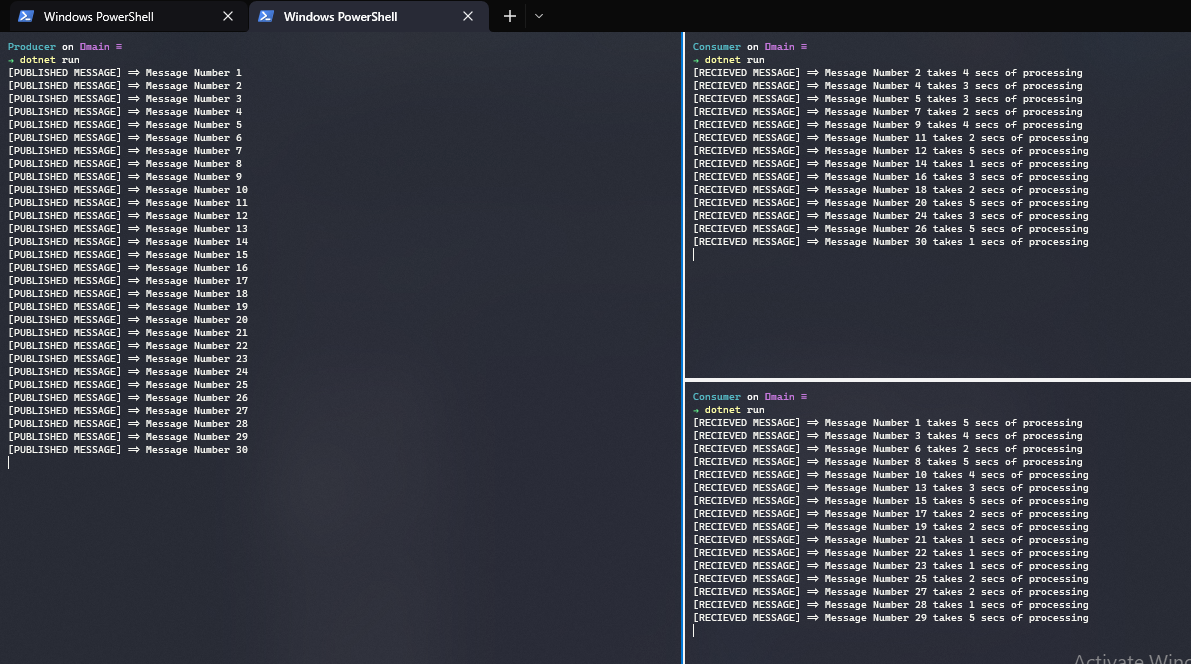 Windows PowerShell
Windows PowerShell
Producer on main ≡
→ dotnet run
[PUBLISHED MESSAGE] => Message Number 1
[PUBLISHED MESSAGE] => Message Number 2
[PUBLISHED MESSAGE] => Message Number 3
[PUBLISHED MESSAGE] => Message Number 4
[PUBLISHED MESSAGE] => Message Number 5
[PUBLISHED MESSAGE] => Message Number 6
[PUBLISHED MESSAGE] => Message Number 7
[PUBLISHED MESSAGE] => Message Number 8
[PUBLISHED MESSAGE] => Message Number 9
[PUBLISHED MESSAGE] => Message Number 10
[PUBLISHED MESSAGE] => Message Number 11
[PUBLISHED MESSAGE] => Message Number 12
[PUBLISHED MESSAGE] => Message Number 13
[PUBLISHED MESSAGE] => Message Number 14
[PUBLISHED MESSAGE] => Message Number 15
[PUBLISHED MESSAGE] => Message Number 16
[PUBLISHED MESSAGE] => Message Number 17
[PUBLISHED MESSAGE] => Message Number 18
[PUBLISHED MESSAGE] => Message Number 19
[PUBLISHED MESSAGE] => Message Number 20
[PUBLISHED MESSAGE] => Message Number 21
[PUBLISHED MESSAGE] => Message Number 22
[PUBLISHED MESSAGE] => Message Number 23
[PUBLISHED MESSAGE] => Message Number 24
[PUBLISHED MESSAGE] => Message Number 25
[PUBLISHED MESSAGE] => Message Number 26
[PUBLISHED MESSAGE] => Message Number 27
[PUBLISHED MESSAGE] => Message Number 28
[PUBLISHED MESSAGE] => Message Number 29
[PUBLISHED MESSAGE] => Message Number 30
Consumer on main ≡
→ dotnet run
[RECIEVED MESSAGE] => Message Number 2 takes 4 secs of processing
[RECIEVED MESSAGE] => Message Number 4 takes 3 secs of processing
[RECIEVED MESSAGE] => Message Number 5 takes 3 secs of processing
[RECIEVED MESSAGE] => Message Number 7 takes 2 secs of processing
[RECIEVED MESSAGE] => Message Number 9 takes 4 secs of processing
[RECIEVED MESSAGE] => Message Number 11 takes 2 secs of processing
[RECIEVED MESSAGE] => Message Number 12 takes 5 secs of processing
[RECIEVED MESSAGE] => Message Number 14 takes 1 secs of processing
[RECIEVED MESSAGE] => Message Number 16 takes 3 secs of processing
[RECIEVED MESSAGE] => Message Number 18 takes 2 secs of processing
[RECIEVED MESSAGE] => Message Number 20 takes 5 secs of processing
[RECIEVED MESSAGE] => Message Number 24 takes 3 secs of processing
[RECIEVED MESSAGE] => Message Number 26 takes 5 secs of processing
[RECIEVED MESSAGE] => Message Number 30 takes 1 secs of processing
Consumer on main ≡
→ dotnet run
[RECIEVED MESSAGE] => Message Number 1 takes 5 secs of processing
[RECIEVED MESSAGE] => Message Number 3 takes 4 secs of processing
[RECIEVED MESSAGE] => Message Number 6 takes 2 secs of processing
[RECIEVED MESSAGE] => Message Number 8 takes 5 secs of processing
[RECIEVED MESSAGE] => Message Number 10 takes 4 secs of processing
[RECIEVED MESSAGE] => Message Number 13 takes 3 secs of processing
[RECIEVED MESSAGE] => Message Number 15 takes 5 secs of processing
[RECIEVED MESSAGE] => Message Number 17 takes 2 secs of processing
[RECIEVED MESSAGE] => Message Number 19 takes 2 secs of processing
[RECIEVED MESSAGE] => Message Number 21 takes 1 secs of processing
[RECIEVED MESSAGE] => Message Number 22 takes 1 secs of processing
[RECIEVED MESSAGE] => Message Number 23 takes 1 secs of processing
[RECIEVED MESSAGE] => Message Number 25 takes 2 secs of processing
[RECIEVED MESSAGE] => Message Number 27 takes 2 secs of processing
[RECIEVED MESSAGE] => Message Number 28 takes 1 secs of processing
[RECIEVED MESSAGE] => Message Number 29 takes 5 secs of processing
Activate